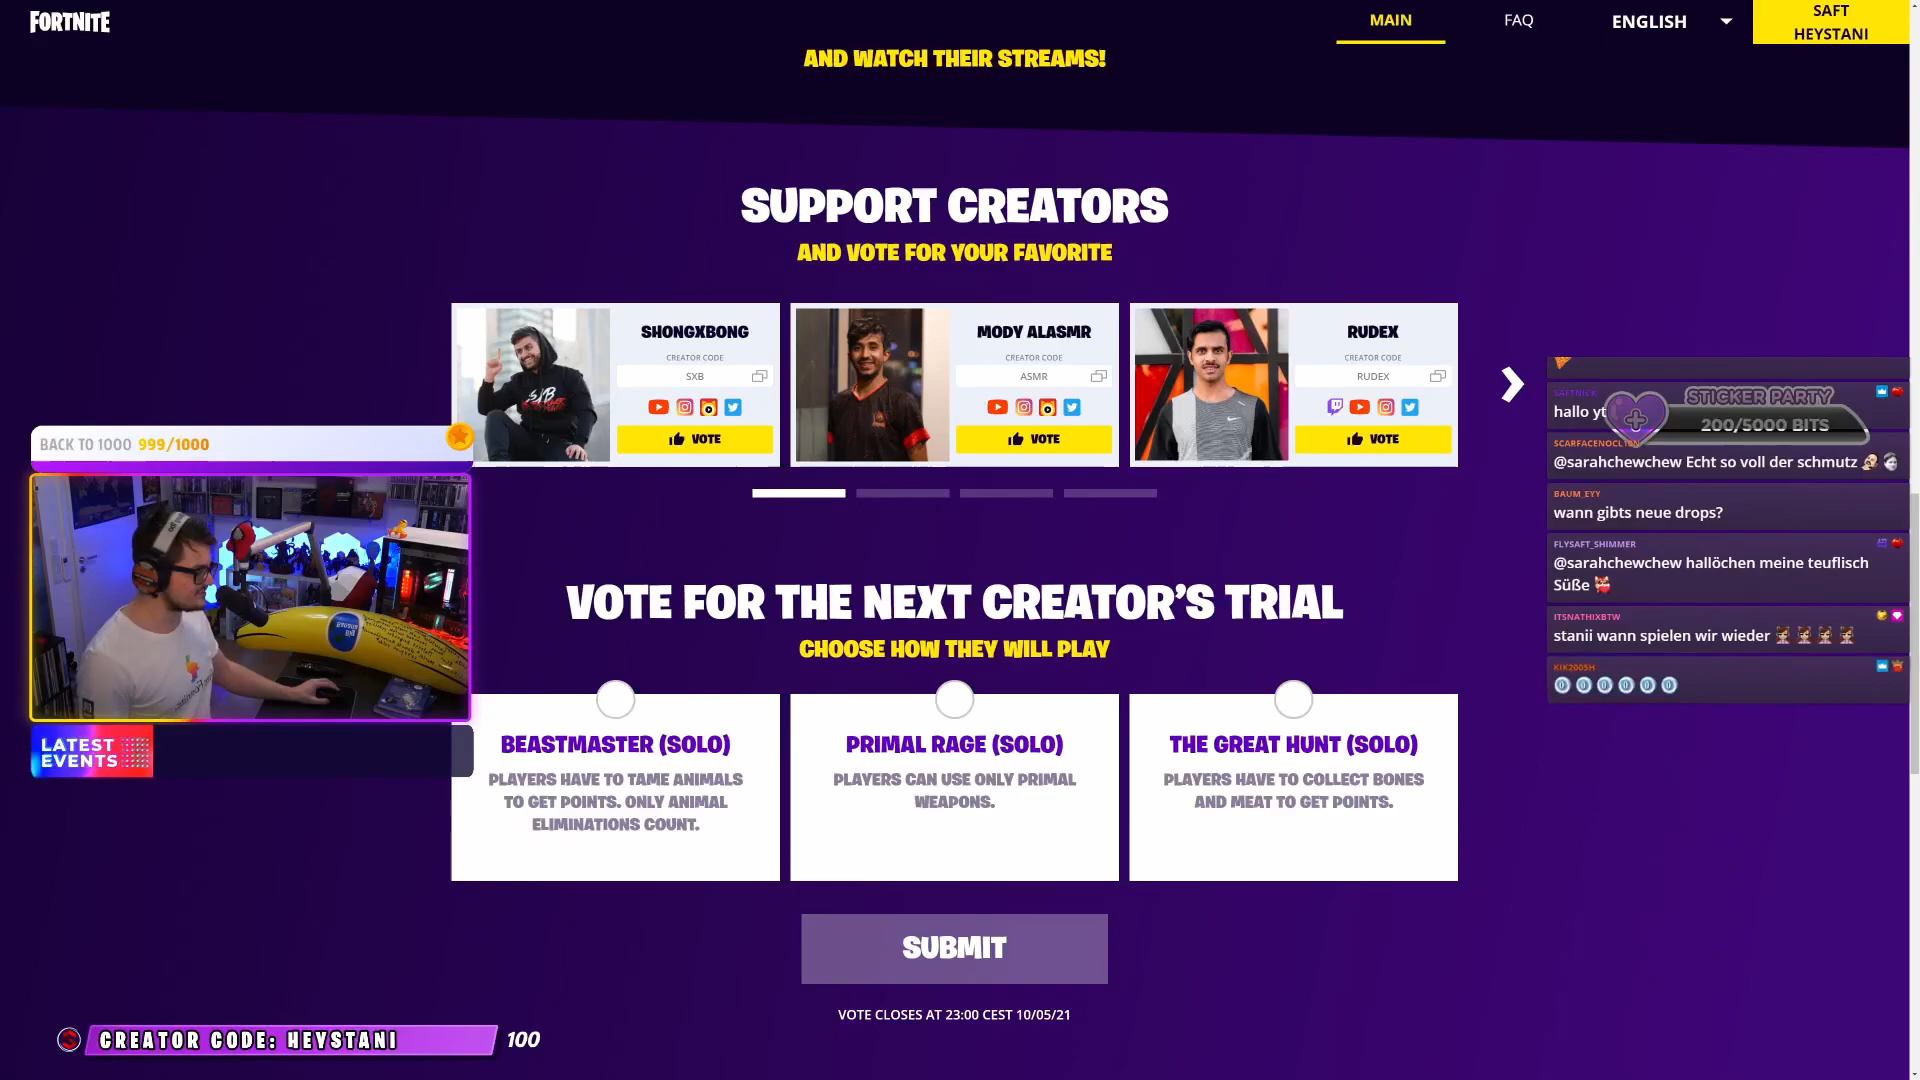 FORTNITE
MAIN
FAQ
ENGLISH
SAFT
HEYSTANI
AND WATCH THEIR STREAMS!
SUPPORT CREATORS
AND VOTE FOR YOUR FAVORITE
SHONGXBONG
CREATOR CODE
SXB
VOTE
MODY ALASMR
CREATOR CODE
ASMR
VOTE
RUDEX
CREATOR CODE
RUDEX
VOTE
BACK TO 1000 999/1000
LATEST
EVENTS
VOTE FOR THE NEXT CREATOR'S TRIAL
CHOOSE HOW THEY WILL PLAY
BEASTMASTER (SOLO)
PLAYERS HAVE TO TAME ANIMALS
TO GET POINTS. ONLY ANIMAL
ELIMINATIONS COUNT.
PRIMAL RAGE (SOLO)
PLAYERS CAN USE ONLY PRIMAL
WEAPONS.
THE GREAT HUNT (SOLO)
PLAYERS HAVE TO COLLECT BONES
AND MEAT TO GET POINTS.
SUBMIT
VOTE CLOSES AT 23:00 CEST 10/05/21
CREATOR CODE: HEYSTANI 100
SAFTNICK
hallo yt
STICKER PARTY
200/5000 BITS
@sarahchewchew Echt so voll der schmutz
BAUM_EYY
wann gibts neue drops?
FLYSAFT_SHIMMER
@sarahchewchew hallöchen meine teuflisch
Süße
ITSNATHIXBTW
stanii wann spielen wir wieder
KIK2005H